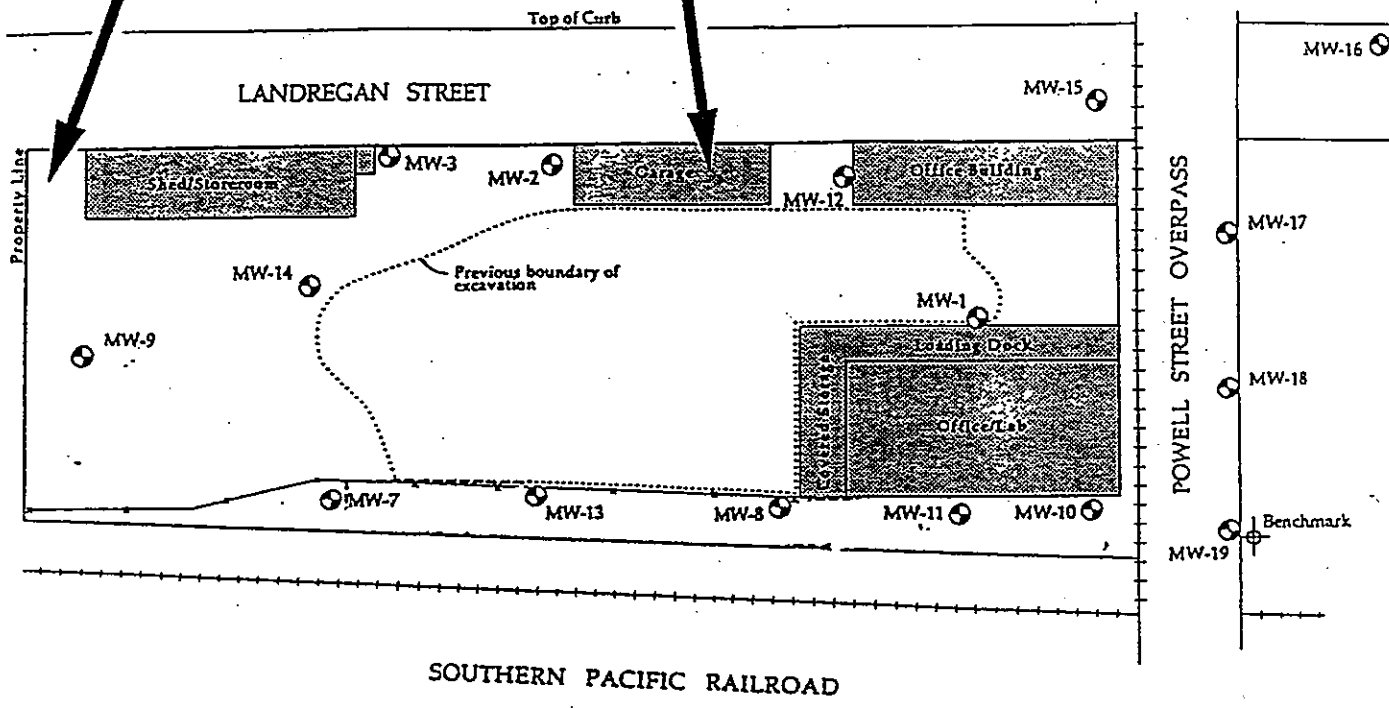 Top of Curb
MW-16
LANDREGAN STREET
MW-15
Property Line
Shed/Storeroom
MW-3
MW-2
Garage
MW-12
Office Building
POWELL STREET OVERPASS
MW-17
MW-14
Previous boundary of
excavation
MW-1
MW-9
Loading Dock
MW-18
Covered Storage
Office/Lab
MW-7
MW-13
MW-8
MW-11
MW-10
MW-19
Benchmark
SOUTHERN PACIFIC RAILROAD